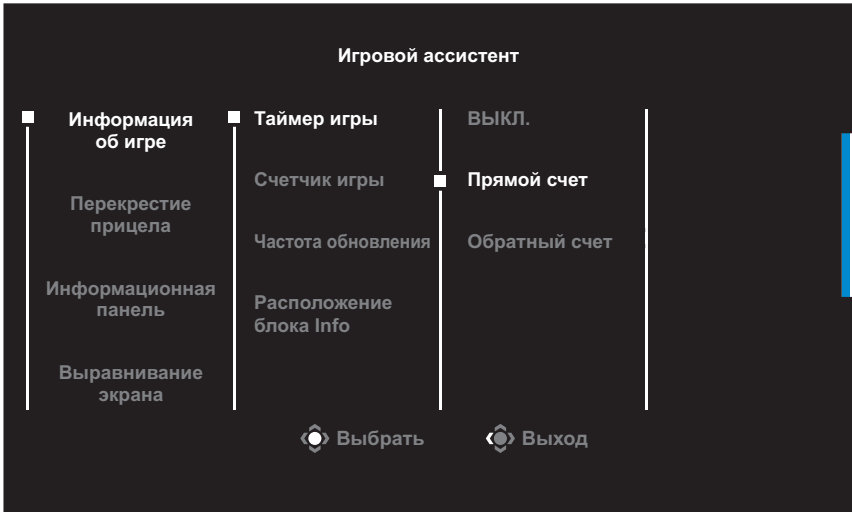 Игровой ассистент
Информация
об игре
Перекрестие
прицела
Информационная
панель
Выравнивание
экрана
Таймер игры
Счетчик игры
Частота обновления
Расположение
блока Info
ВЫКЛ.
Прямой счет
Обратный счет
Выбрать
Выход